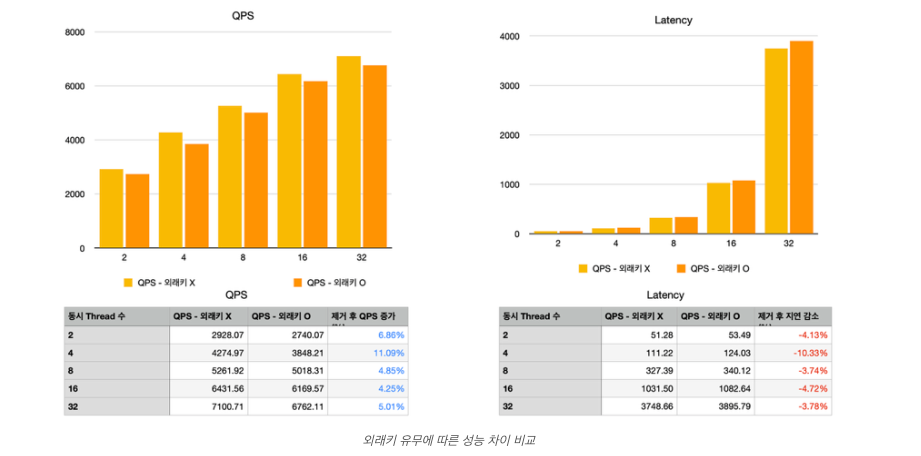 QPS
8000
6000
4000
2000
0
2 4 8 16 32
QPS - 외래키 X QPS - 외래키 O
Latency
4000
3000
2000
1000
0
2 4 8 16 32
QPS - 외래키 X QPS - 외래키 O
QPS
동시 Thread 수 QPS - 외래키 X QPS - 외래키 O 제거 후 QPS 증가
2 2928.07 2740.07 6.86%
4 4274.97 3848.21 11.09%
8 5261.92 5018.31 4.85%
16 6431.56 6169.57 4.25%
32 7100.71 6762.11 5.01%
Latency
동시 Thread 수 QPS - 외래키 X QPS - 외래키 O 제거 후 지연 감소
2 51.28 53.49 -4.13%
4 111.22 124.03 -10.33%
8 327.39 340.12 -3.74%
16 1031.50 1082.64 -4.72%
32 3748.66 3895.79 -3.78%
외래키 유무에 따른 성능 차이 비교